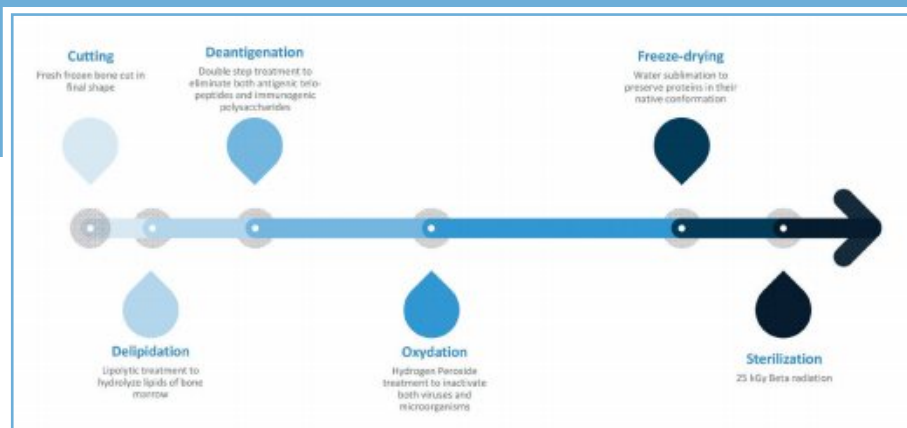 Cutting
Fresh frozen bone cut in
final shape
Deantigenation
Double step treatment to
eliminate both antigenic telo-
peptides and immunogenic
polysaccharides
Freeze-drying
Water sublimation to
preserve proteins in their
native conformation
Delipidation
Lipolytic treatment to
hydrolyze lipids of bone
marrow
Oxydation
Hydrogen Peroxide
treatment to inactivate
both viruses and
microorganisms
Sterilization
25 kGy Beta radiation